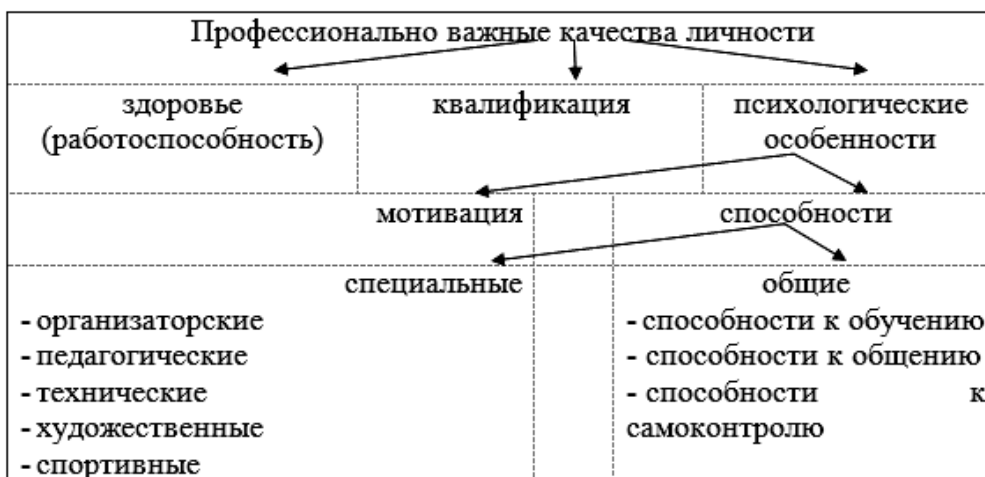 Профессионально важные качества личности
здоровье
(работоспособность)
квалификация
психологические
особенности
мотивация
способности
специальные
- организаторские
- педагогические
- технические
- художественные
- спортивные
общие
- способности к обучению
- способности к общению
- способности к
самоконтролю